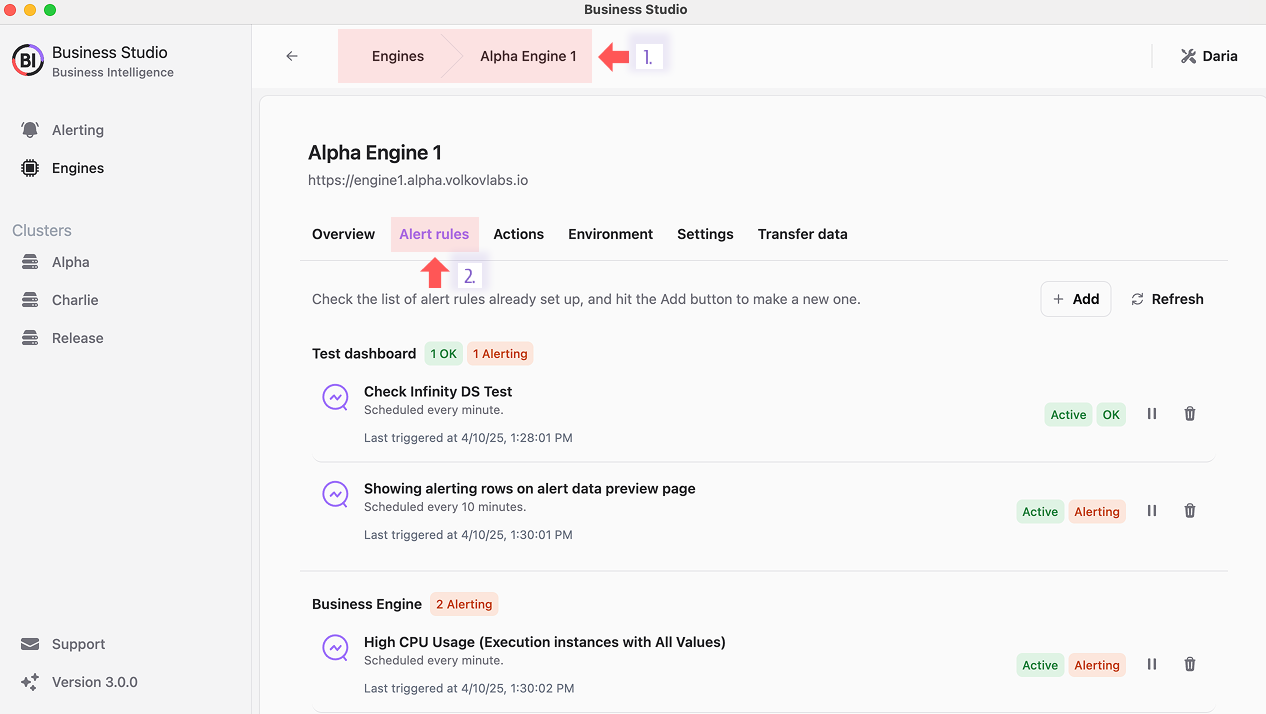 Business Studio
BI
Business Studio
Business Intelligence
Alerting
Engines
Clusters
Alpha
Charlie
Release
Support
Version 3.0.0
Engines Alpha Engine 1
1.
Daria
Alpha Engine 1
https://engine1.alpha.volkovlabs.io
Overview Alert rules Actions Environment Settings Transfer data
2.
Check the list of alert rules already set up, and hit the Add button to make a new one.
Add Refresh
Test dashboard 1 OK 1 Alerting
Check Infinity DS Test
Scheduled every minute.
Active OK
Last triggered at 4/10/25, 1:28:01 PM
Showing alerting rows on alert data preview page
Scheduled every 10 minutes.
Active Alerting
Last triggered at 4/10/25, 1:30:01 PM
Business Engine 2 Alerting
High CPU Usage (Execution instances with All Values)
Scheduled every minute.
Active Alerting
Last triggered at 4/10/25, 1:30:02 PM